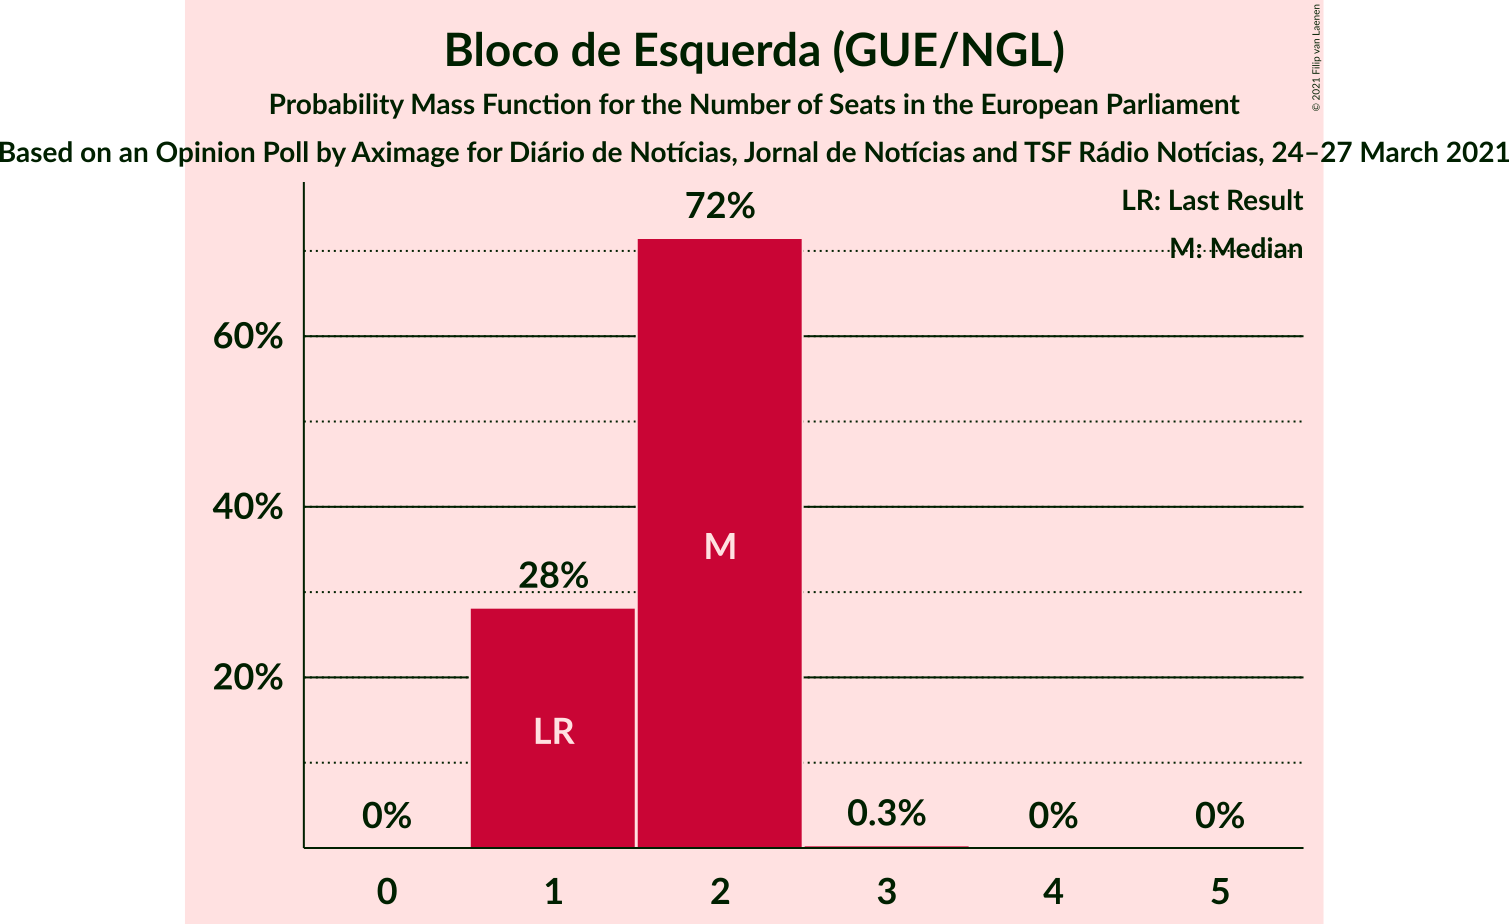 Bloco de Esquerda (GUE/NGL)
Probability Mass Function for the Number of Seats in the European Parliament
Based on an Opinion Poll by Aximage for Diário de Notícias, Jornal de Notícias and TSF Rádio Notícias, 24–27 March 2021
© 2021 Filip van Laenen
LR: Last Result
M: Median
72%
60%
40%
M
28%
20%
LR
0%
0.3%
0%
0%
0 1 2 3 4 5